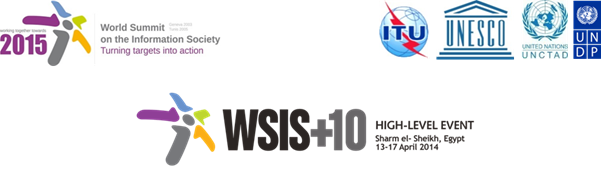 working together towards
2015
World Summit
on the Information Society
Turning targets into action
Geneva 2003
Tunis 2005
ITU
UNESCO
UNITED NATIONS
UNCTAD
U N
D P
WSIS+10
HIGH-LEVEL EVENT
Sharm el- Sheikh, Egypt
13-17 April 2014